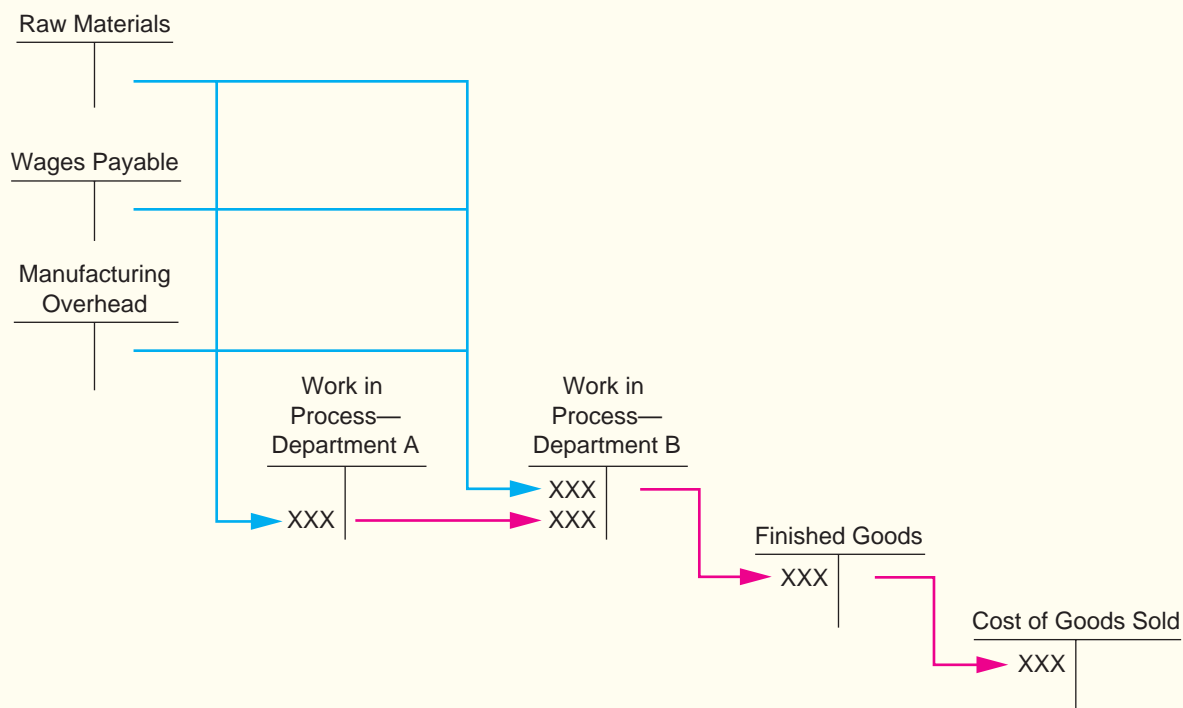 Raw Materials
Wages Payable
Manufacturing
Overhead
Work in
Process—
Department A
XXX
Work in
Process—
Department B
XXX
XXX
Finished Goods
XXX
Cost of Goods Sold
XXX